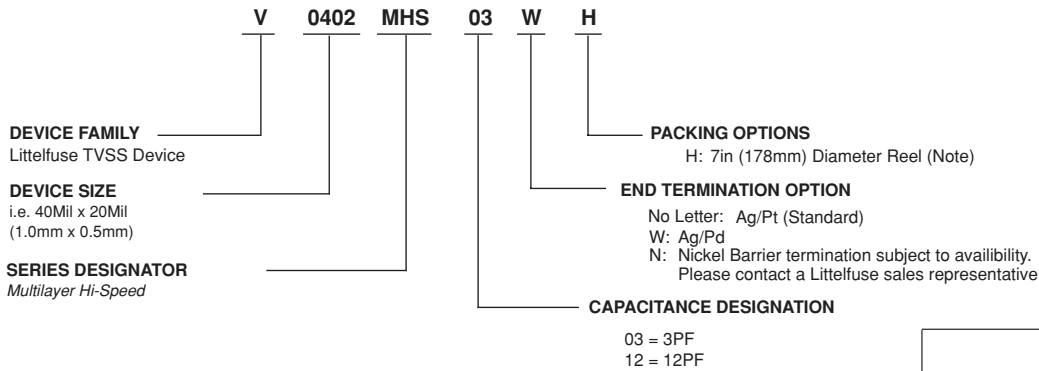 V 0402 MHS 03 W H
DEVICE FAMILY
Littelfuse TVSS Device
DEVICE SIZE
i.e. 40Mil x 20Mil
(1.0mm x 0.5mm)
SERIES DESIGNATOR
Multilayer Hi-Speed
PACKING OPTIONS
H: 7in (178mm) Diameter Reel (Note)
END TERMINATION OPTION
No Letter: Ag/Pt (Standard)
W: Ag/Pd
N: Nickel Barrier termination subject to availibility.
Please contact a Littelfuse sales representative
CAPACITANCE DESIGNATION
03 = 3PF
12 = 12PF